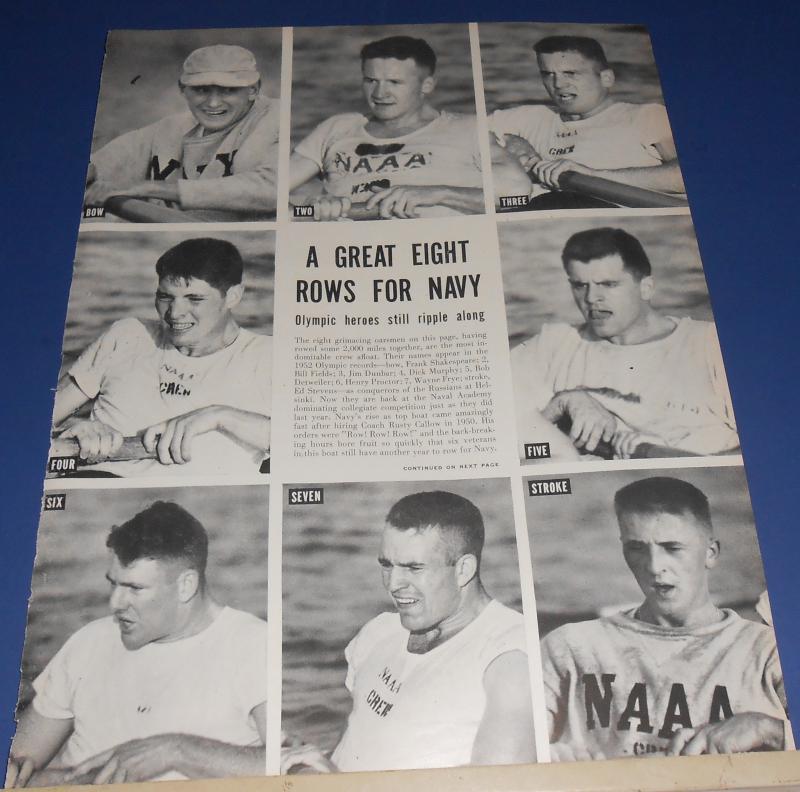 NAVY
BOW
NAAA
TWO
CREW
THREE
A GREAT EIGHT
ROWS FOR NAVY
Olympic heroes still ripple along
The eight grimacing oarsmen on this page, having
rowed some 2,000 miles together, are the most in-
domitable crew afloat. Their names appear in the
1952 Olympic records—bow, Frank Shakespeare; 2,
Bill Fields; 3, Jim Dunbar; 4, Dick Murphy; 5, Bob
Detweiler; 6, Henry Proctor; 7, Wayne Frye; stroke,
Ed Stevens—as conquerors of the Russians at Hel-
sinki. Now they are back at the Naval Academy
dominating collegiate competition just as they did
last year. Navy's rise as top boat came amazingly
fast after hiring Coach Rusty Callow in 1950. His
orders were "Row! Row! Row!" and the back-break-
ing hours bore fruit so quickly that six veterans
in this boat still have another year to row for Navy.
CONTINUED ON NEXT PAGE
CREW
FOUR
FIVE
SIX
SEVEN
NAAA
CREW
STROKE
NAAA